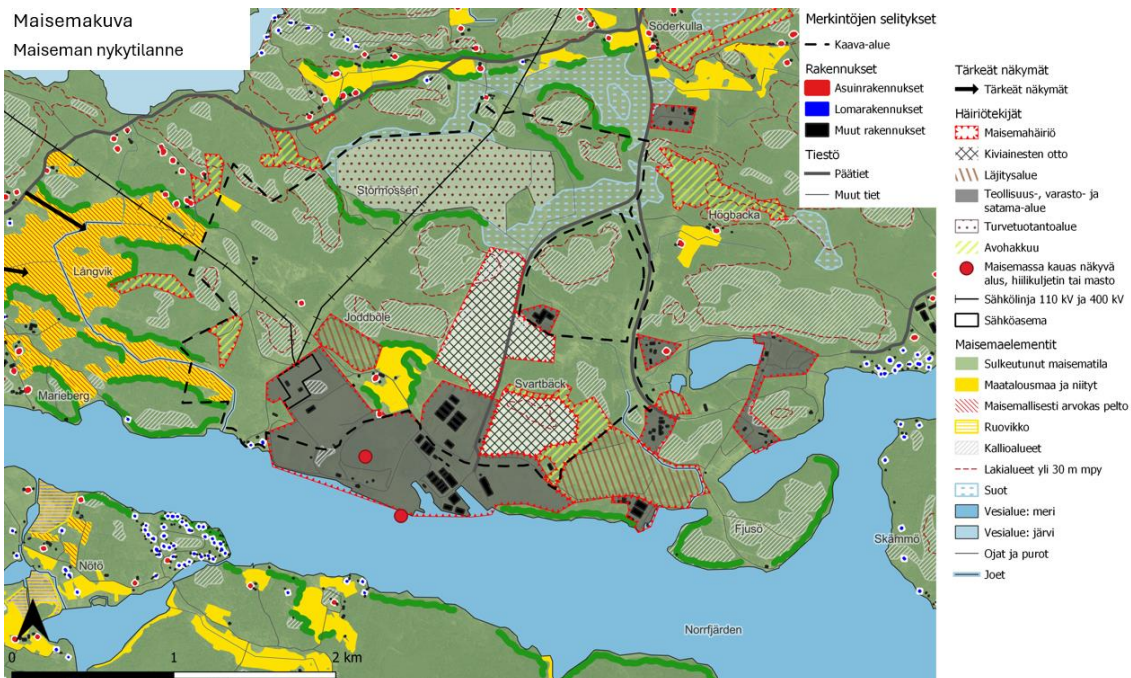 Maisemakuva
Maiseman nykytilanne
Söderkulla
Stormossen
Högbacka
Långvik
Joddböle
Svartbäck
Marieberg
Fjusö
Skämmö
Nötö
Norrfjärden
0 1 2 km
Merkintöjen selitykset
Kaava-alue
Rakennukset
Asuinrakennukset
Lomarakennukset
Muut rakennukset
Tiestö
Päätiet
Muut tiet
Tärkeät näkymät
Tärkeät näkymät
Häiriötekijät
Maisemahäiriö
Kiviainesten otto
Läjitysalue
Teollisuus-, varasto- ja
satama-alue
Turvetuotantoalue
Avohakkuu
Maisemassa kauas näkyvä
alus, hiilikuljetin tai masto
Sähkölinja 110 kV ja 400 kV
Sähköasema
Maisemaelementit
Sulkeutunut maisematila
Maatalousmaa ja niityt
Maisemallisesti arvokas pelto
Ruovikko
Kallioalueet
Lakialueet yli 30 m mpy
Suot
Vesialue: meri
Vesialue: järvi
Ojat ja purot
Joet